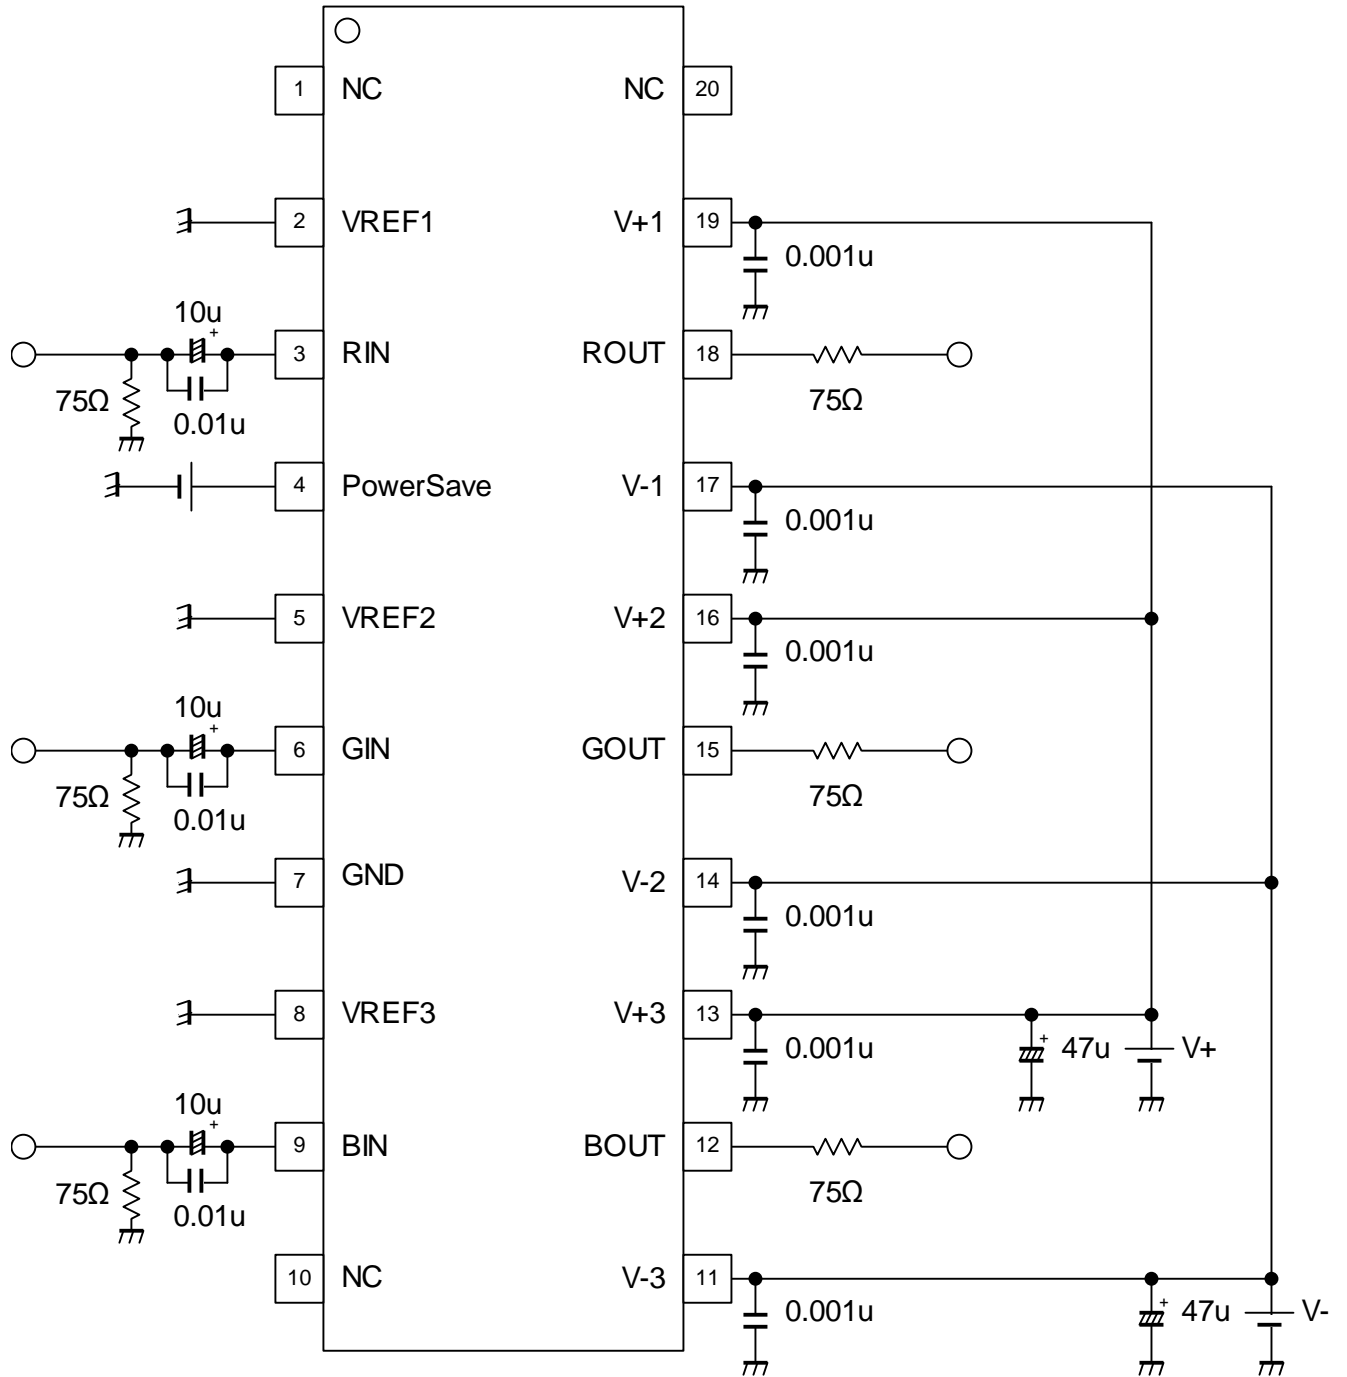 1 NC NC 20
2 VREF1 V+1 19
0.001u
10u
+
3 RIN ROUT 18
75Ω
0.01u
75Ω
4 PowerSave V-1 17
0.001u
5 VREF2 V+2 16
0.001u
10u
+
6 GIN GOUT 15
75Ω
0.01u
75Ω
7 GND V-2 14
0.001u
8 VREF3 V+3 13
0.001u
+
47u V+
10u
+
9 BIN BOUT 12
75Ω
0.01u
75Ω
10 NC V-3 11
0.001u
+
47u V-